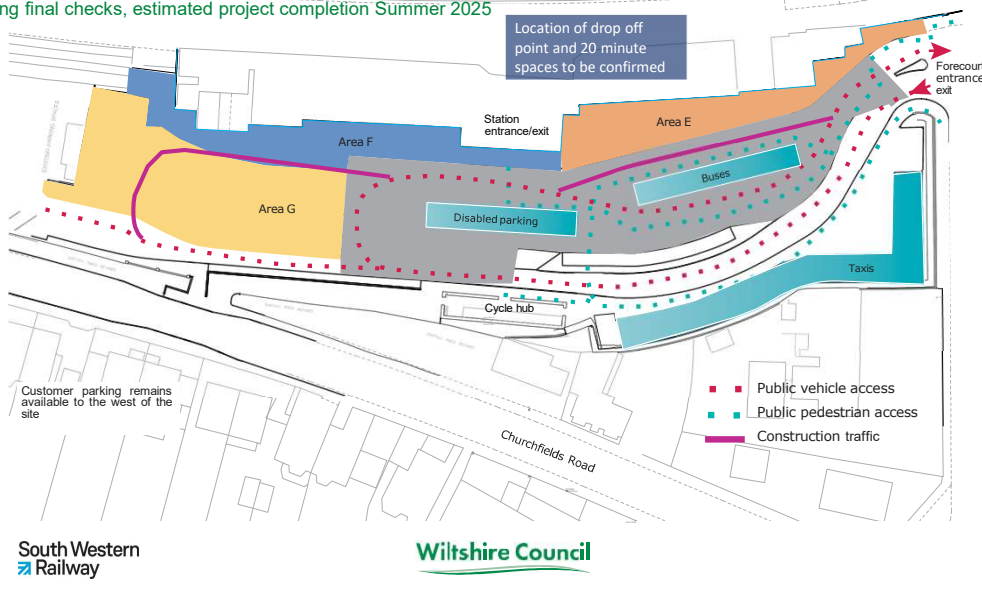 ng final checks, estimated project completion Summer 2025
Location of drop off
point and 20 minute
spaces to be confirmed
Forecourt
entrance
exit
Station
entrance/exit
Area E
Area F
Buses
Area G
Disabled parking
Taxis
Cycle hub
Customer parking remains
available to the west of the
site
Public vehicle access
Public pedestrian access
Construction traffic
Churchfields Road
South Western
Railway
Wiltshire Council